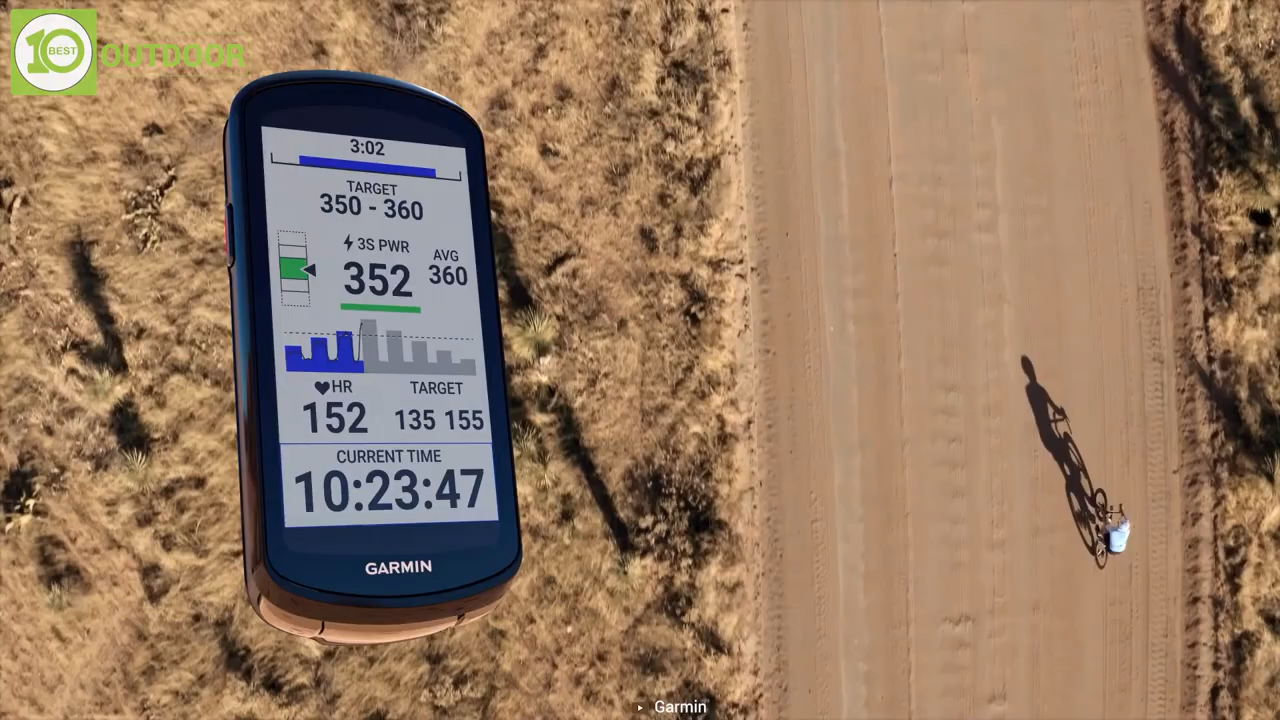 10
BEST
OUTDOOR
3:02
TARGET
350 - 360
3S PWR
352
AVG
360
HR
152
TARGET
135 155
CURRENT TIME
10:23:47
GARMIN
Garmin